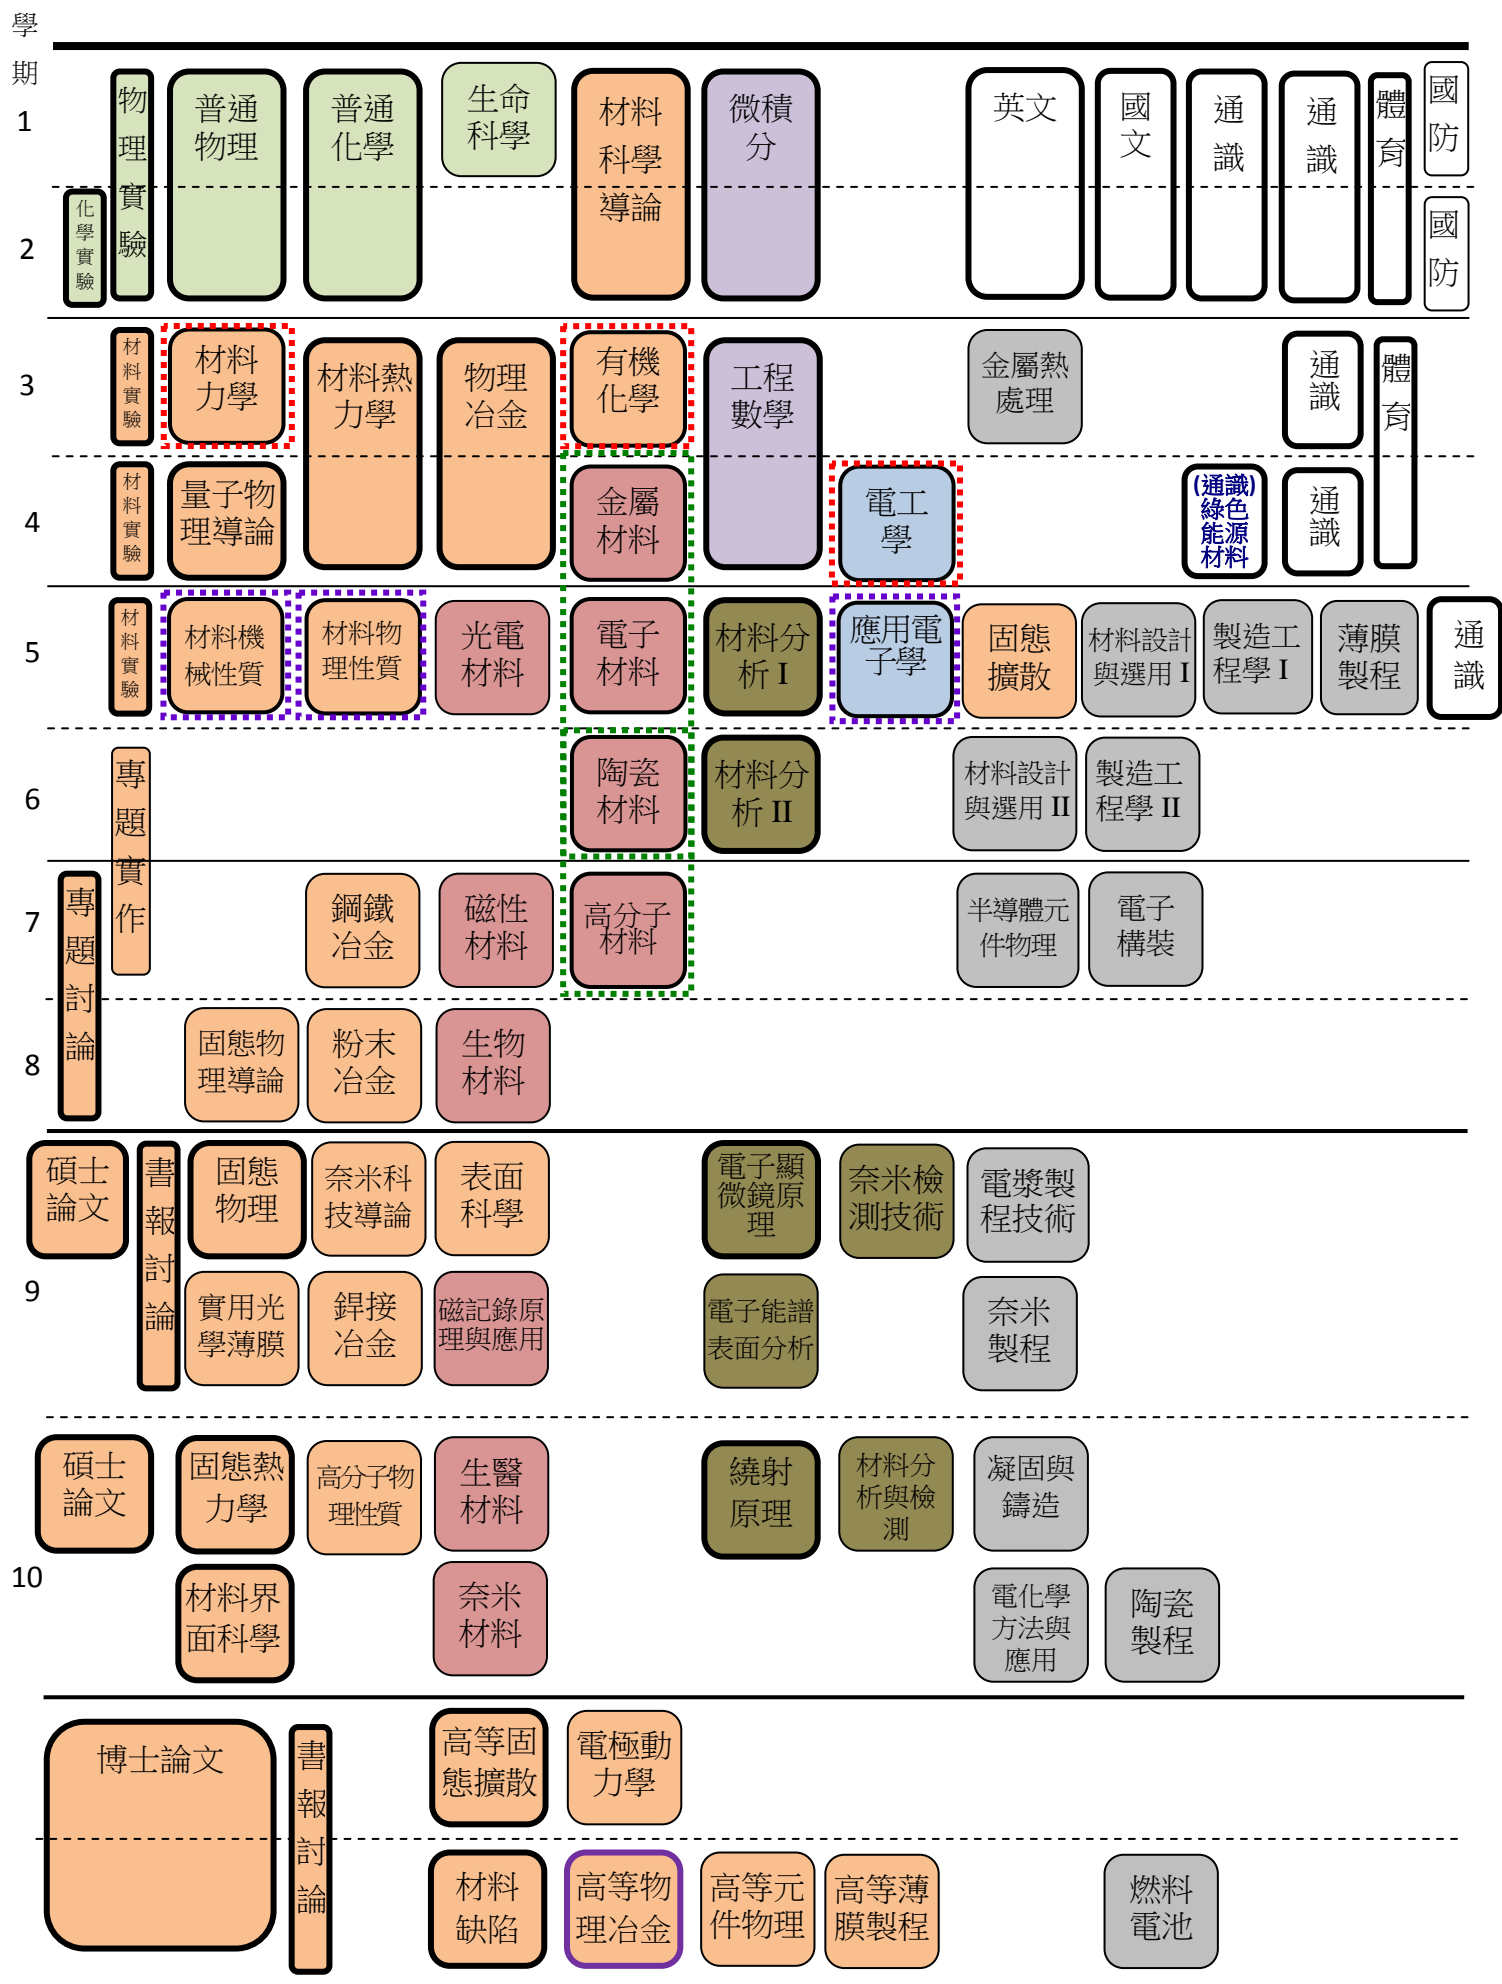 學
期
1
物
理
實
驗
普通
物理
普通
化學
生命
科學
材料
科學
導論
微積
分
英文
國
文
通
識
通
識
體
育
國
防
2
化
學
實
驗
國
防
3
材
料
實
驗
材料
力學
材料熱
力學
物理
冶金
有機
化學
工程
數學
金屬熱
處理
通
識
體
育
4
材
料
實
驗
量子物
理導論
金屬
材料
電工
學
(通識)
綠色
能源
材料
通
識
5
材
料
實
驗
材料機
械性質
材料物
理性質
光電
材料
電子
材料
材料分
析 I
應用電
子學
固態
擴散
材料設計
與選用 I
製造工
程學 I
薄膜
製程
通
識
6
專
題
實
作
陶瓷
材料
材料分
析 II
材料設計
與選用 II
製造工
程學 II
7
專
題
討
論
鋼鐵
冶金
磁性
材料
高分子
材料
半導體元
件物理
電子
構裝
8
固態物
理導論
粉末
冶金
生物
材料
9
碩士
論文
書
報
討
論
固態
物理
奈米科
技導論
表面
科學
電子顯
微鏡原
理
奈米檢
測技術
電漿製
程技術
實用光
學薄膜
銲接
冶金
磁記錄原
理與應用
電子能譜
表面分析
奈米
製程
10
碩士
論文
固態熱
力學
高分子物
理性質
生醫
材料
繞射
原理
材料分
析與檢
測
凝固與
鑄造
材料界
面科學
奈米
材料
電化學
方法與
應用
陶瓷
製程
博士論文
書
報
討
論
高等固
態擴散
電極動
力學
材料
缺陷
高等物
理冶金
高等元
件物理
高等薄
膜製程
燃料
電池